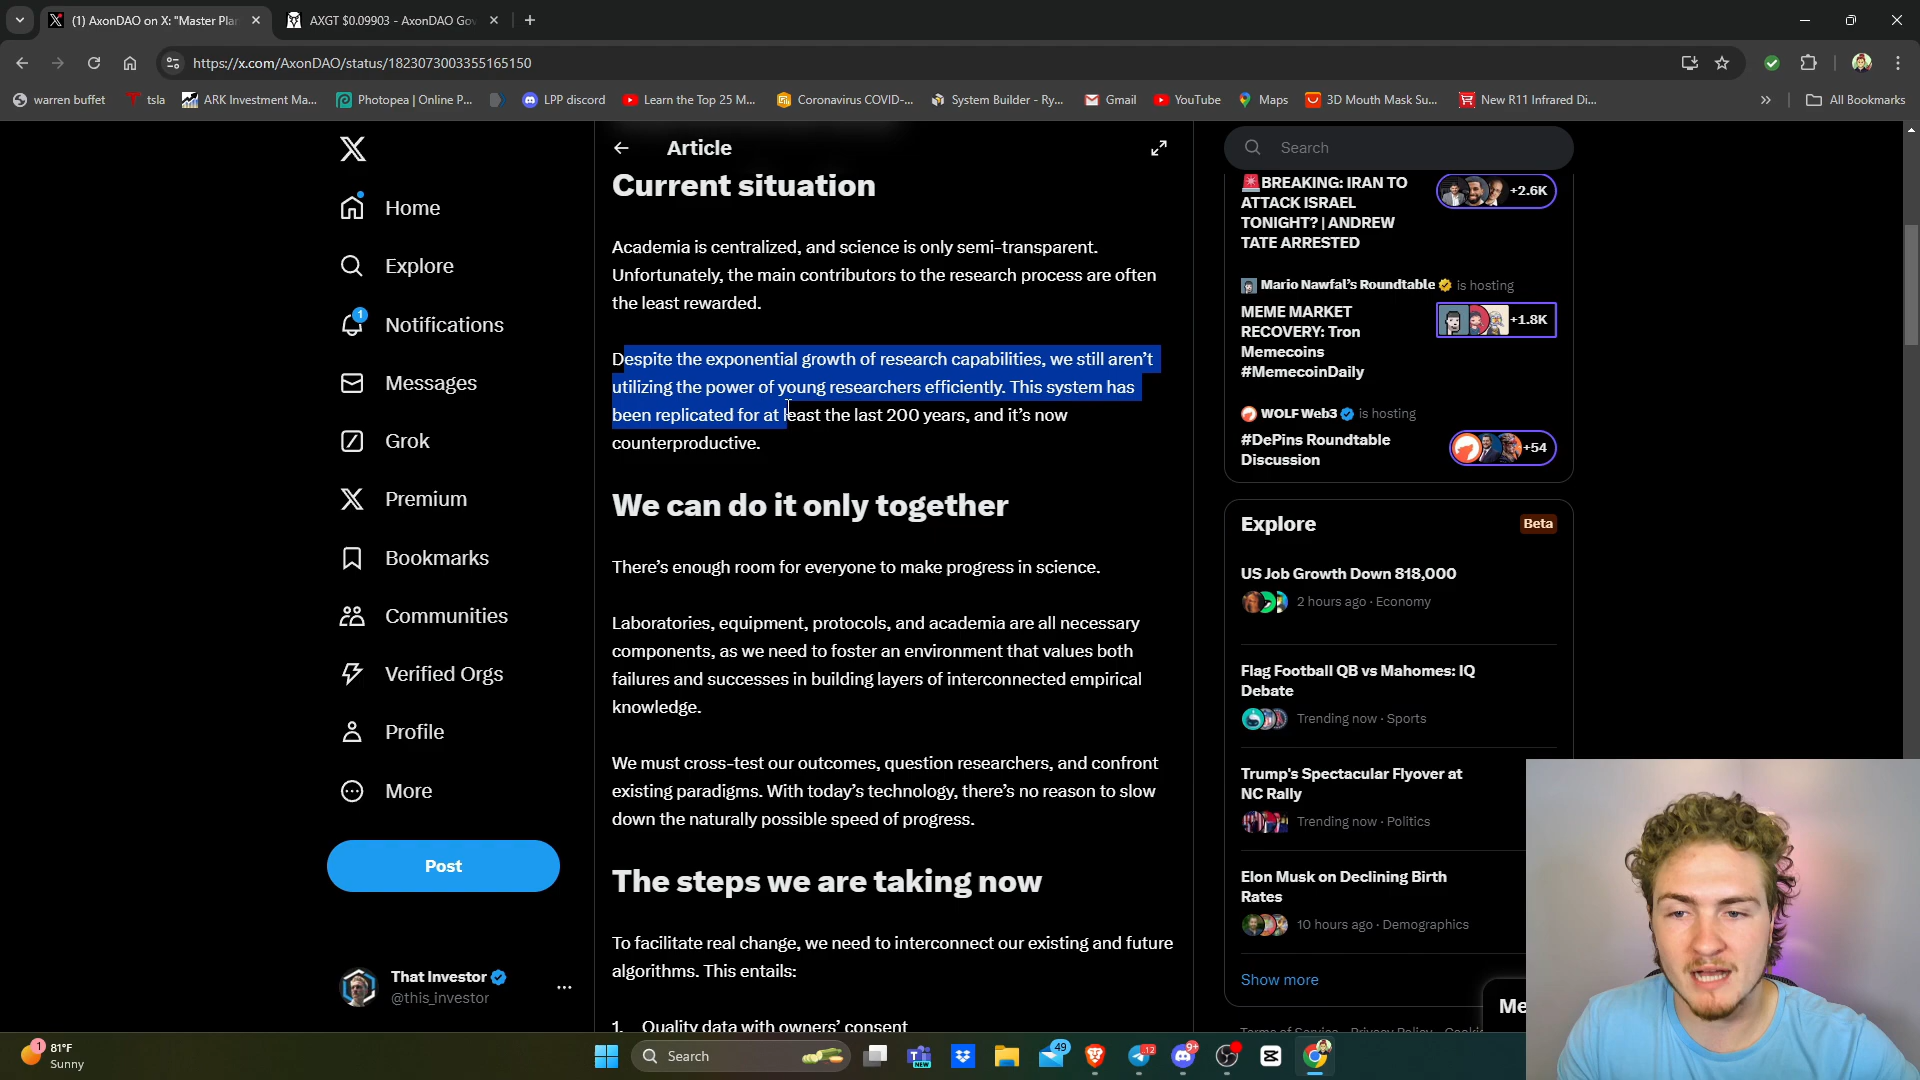 (1) AxonDAO on X: "Master Plan
AXGT $0.09903 - AxonDAO Go
https://x.com/AxonDAO/status/1823073003355165150
warren buffet
tsla
ARK Investment Ma...
Photopea | Online P...
LPP discord
Learn the Top 25 M...
Coronavirus COVID-...
System Builder - Ry...
Gmail
YouTube
Maps
3D Mouth Mask Su...
New R11 Infrared Di...
All Bookmarks
Home
Explore
1
Notifications
Messages
Grok
Premium
Bookmarks
Communities
Verified Orgs
Profile
More
Post
That Investor
@this_investor
Article
Current situation
Academia is centralized, and science is only semi-transparent.
Unfortunately, the main contributors to the research process are often
the least rewarded.
Despite the exponential growth of research capabilities, we still aren’t
utilizing the power of young researchers efficiently. This system has
been replicated for at least the last 200 years, and it’s now
counterproductive.
We can do it only together
There’s enough room for everyone to make progress in science.
Laboratories, equipment, protocols, and academia are all necessary
components, as we need to foster an environment that values both
failures and successes in building layers of interconnected empirical
knowledge.
We must cross-test our outcomes, question researchers, and confront
existing paradigms. With today’s technology, there’s no reason to slow
down the naturally possible speed of progress.
The steps we are taking now
To facilitate real change, we need to interconnect our existing and future
algorithms. This entails:
1. Quality data with owners’ consent
Search
BREAKING: IRAN TO
ATTACK ISRAEL
TONIGHT? | ANDREW
TATE ARRESTED
+2.6K
Mario Nawfal’s Roundtable is hosting
MEME MARKET
RECOVERY: Tron
Memecoins
#MemecoinDaily
+1.8K
WOLF Web3 is hosting
#DePins Roundtable
Discussion
+54
Explore
Beta
US Job Growth Down 818,000
2 hours ago · Economy
Flag Football QB vs Mahomes: IQ
Debate
Trending now · Sports
Trump's Spectacular Flyover at
NC Rally
Trending now · Politics
Elon Musk on Declining Birth
Rates
10 hours ago · Demographics
Show more
Me
Terms of Service Privacy Policy Cookie
1
81°F
Sunny
Search
NEW
49
12
9+